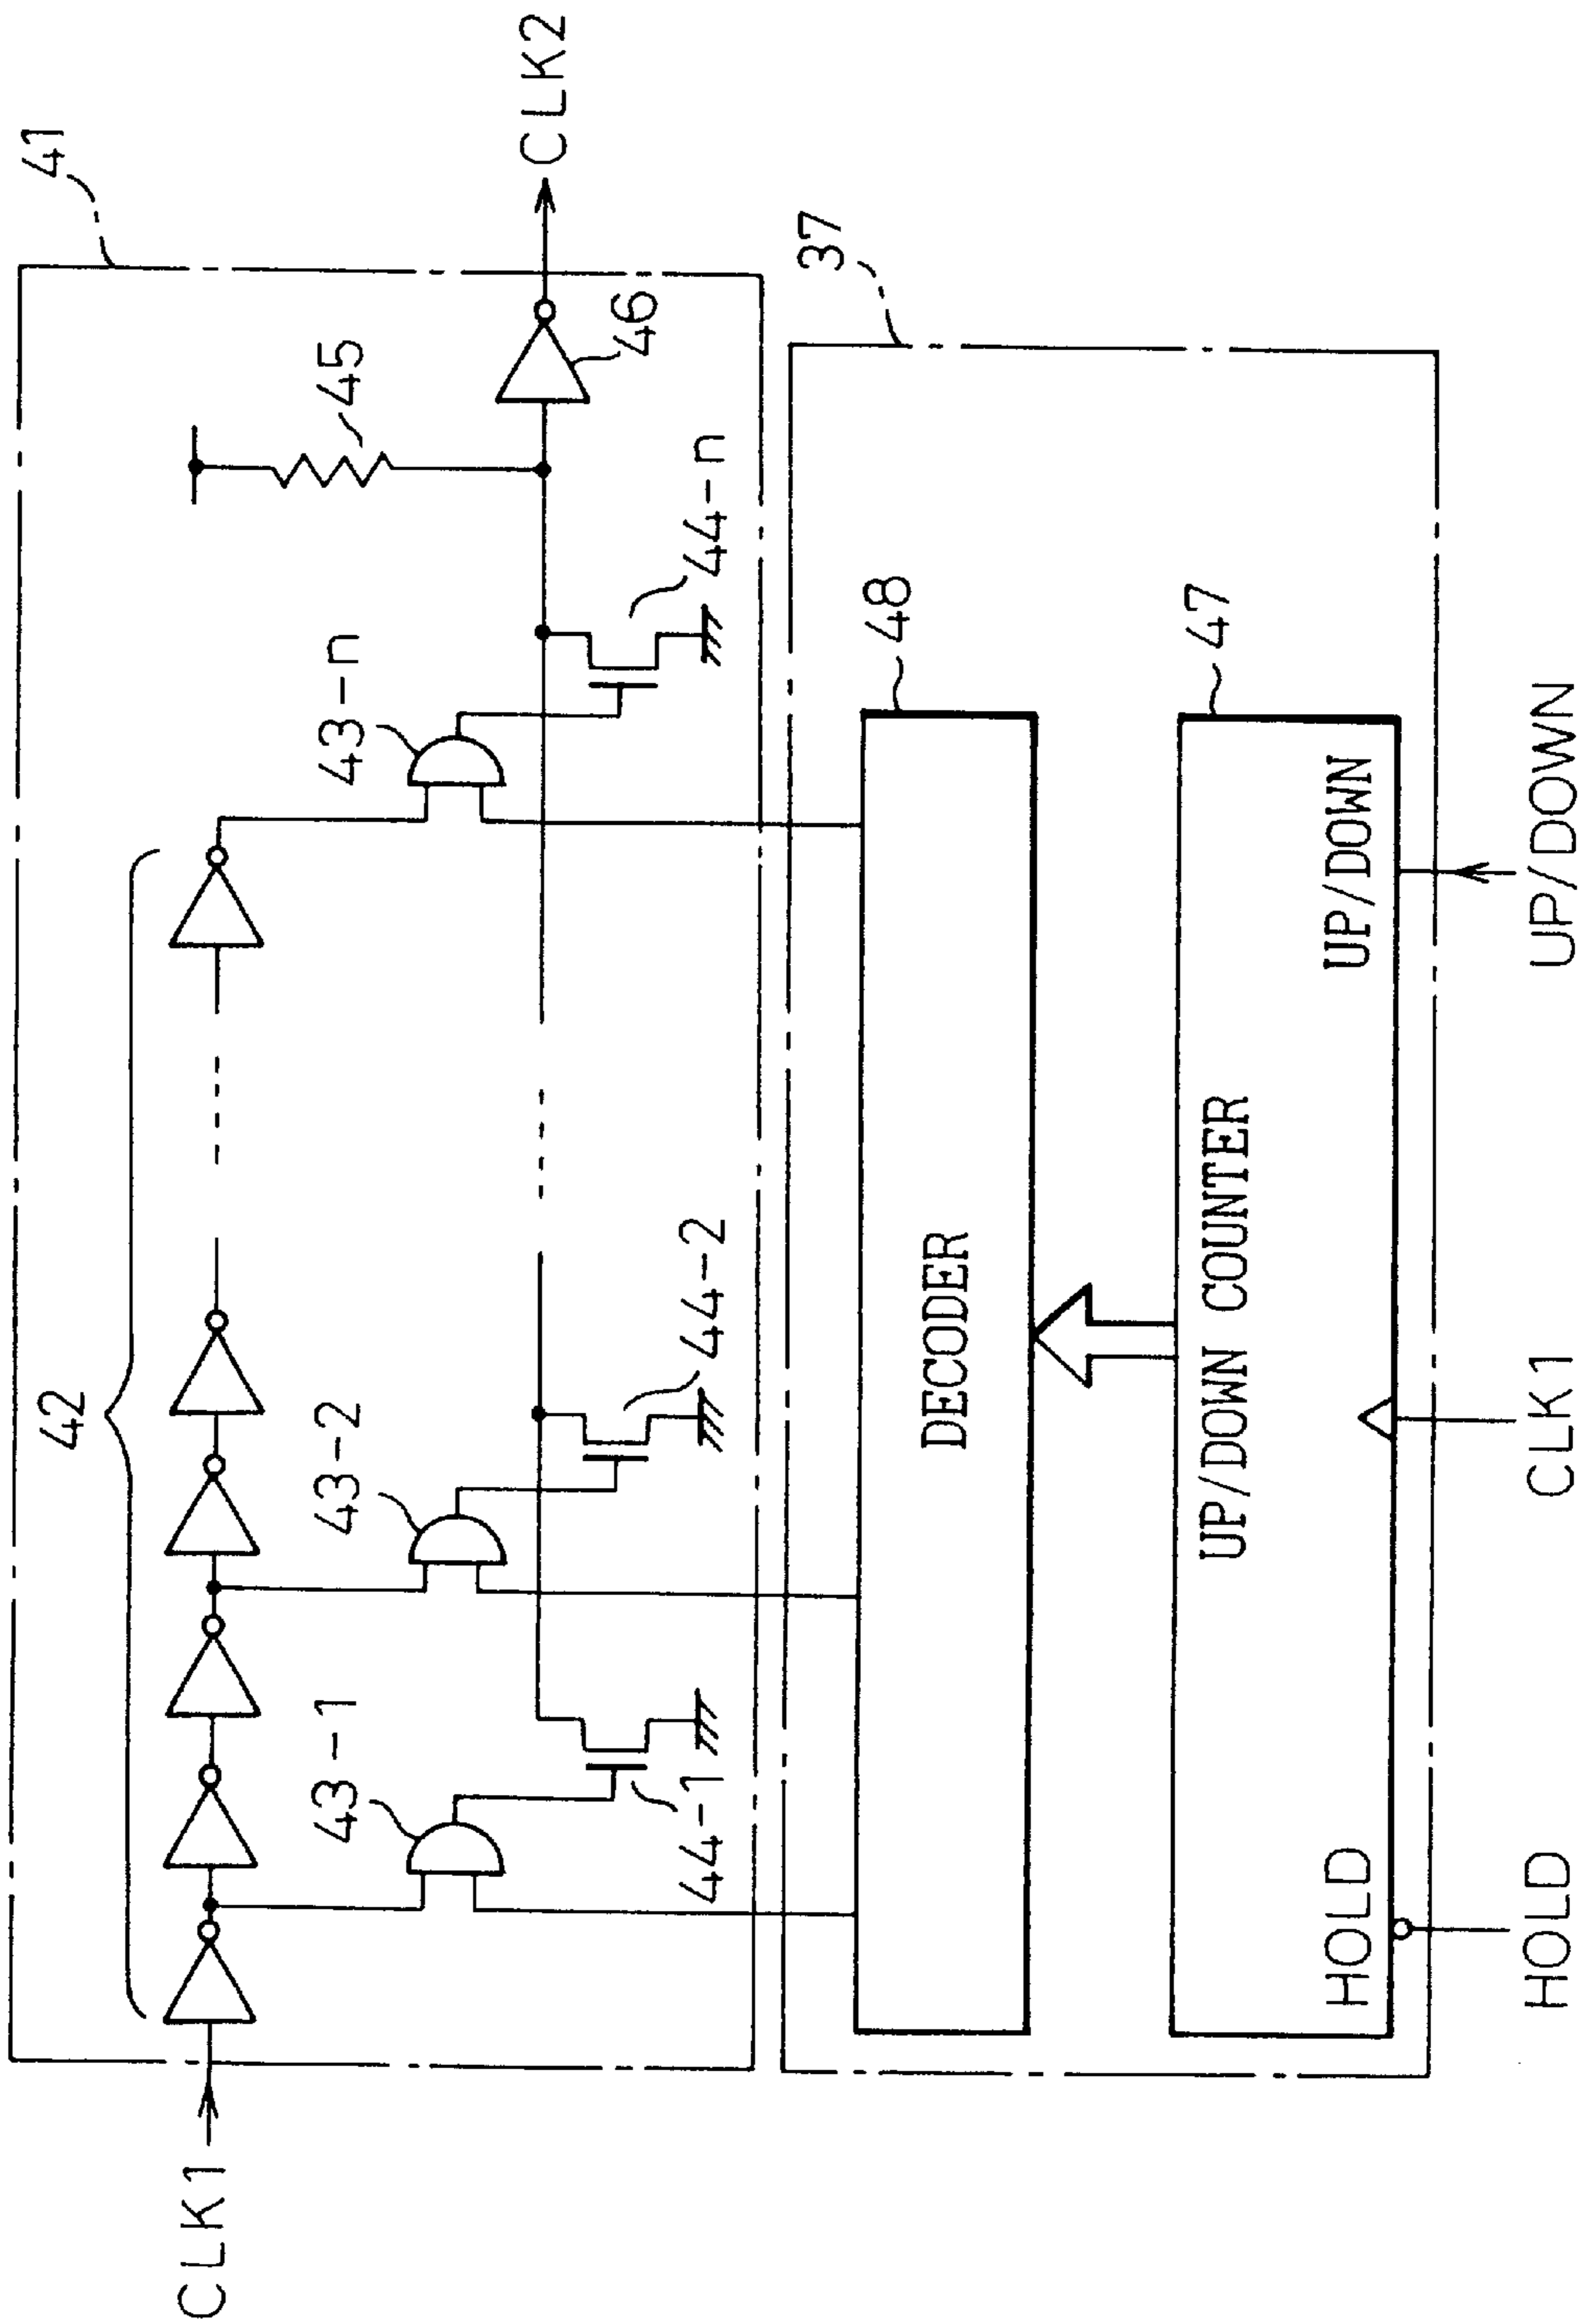 41
42
45
CLK1
43-1
43-2
43-n
CLK2
44-1
44-2
44-n
46
37
DECODER
48
UP/DOWN COUNTER
47
HOLD
UP/DOWN
HOLD
CLK1
UP/DOWN